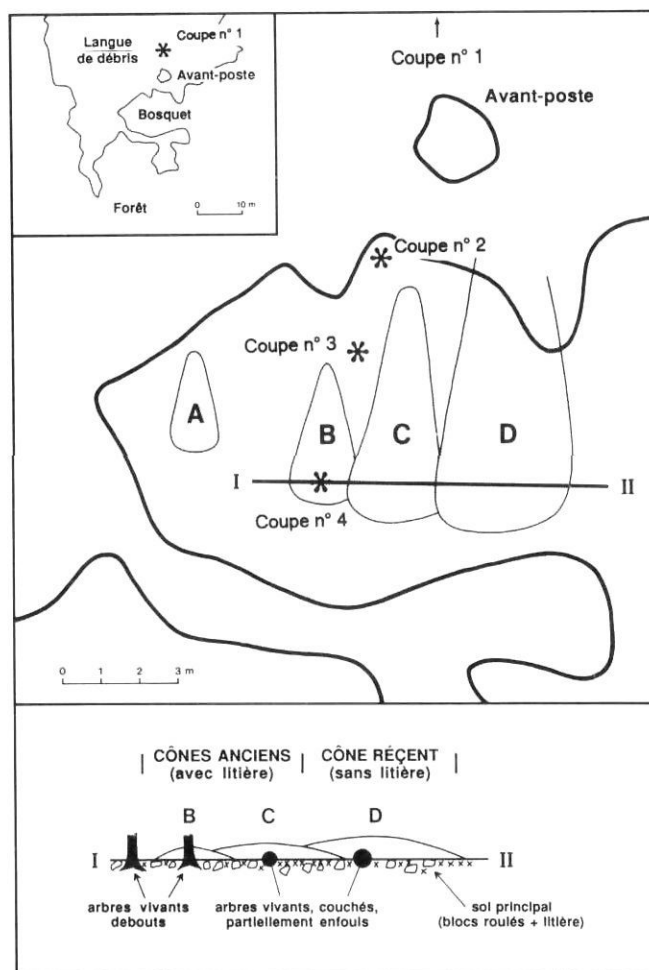 Langue
de débris
Coupe n° 1
Avant-poste
Bosquet
Forêt
0 10 m
Coupe n° 1
Avant-poste
Coupe n° 2
Coupe n° 3
A
B
C
D
I
II
Coupe n° 4
0 1 2 3 m
CÔNES ANCIENS
(avec litière)
CÔNE RÉÇENT
(sans litière)
B
C
D
I
II
arbres vivants
debouts
arbres vivants, couchés,
partiellement enfouis
sol principal
(blocs roulés + litière)